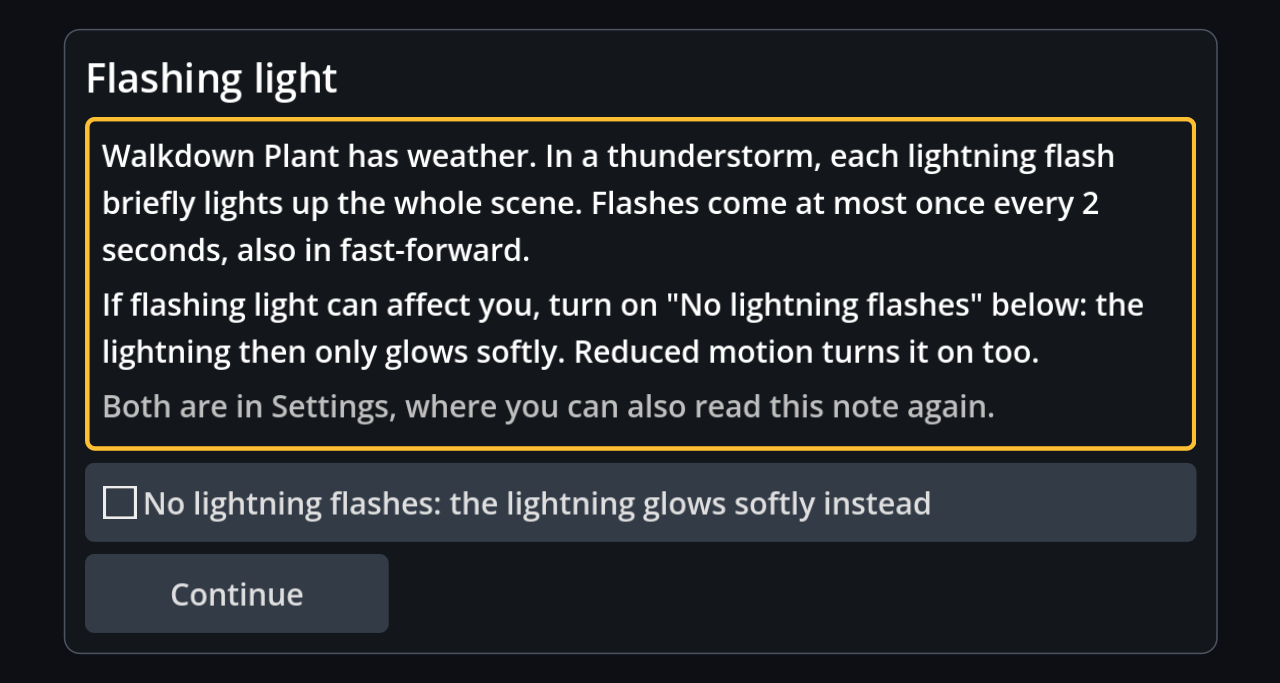 Flashing light
Walkdown Plant has weather. In a thunderstorm, each lightning flash
briefly lights up the whole scene. Flashes come at most once every 2
seconds, also in fast-forward.
If flashing light can affect you, turn on "No lightning flashes" below: the
lightning then only glows softly. Reduced motion turns it on too.
Both are in Settings, where you can also read this note again.
No lightning flashes: the lightning glows softly instead
Continue